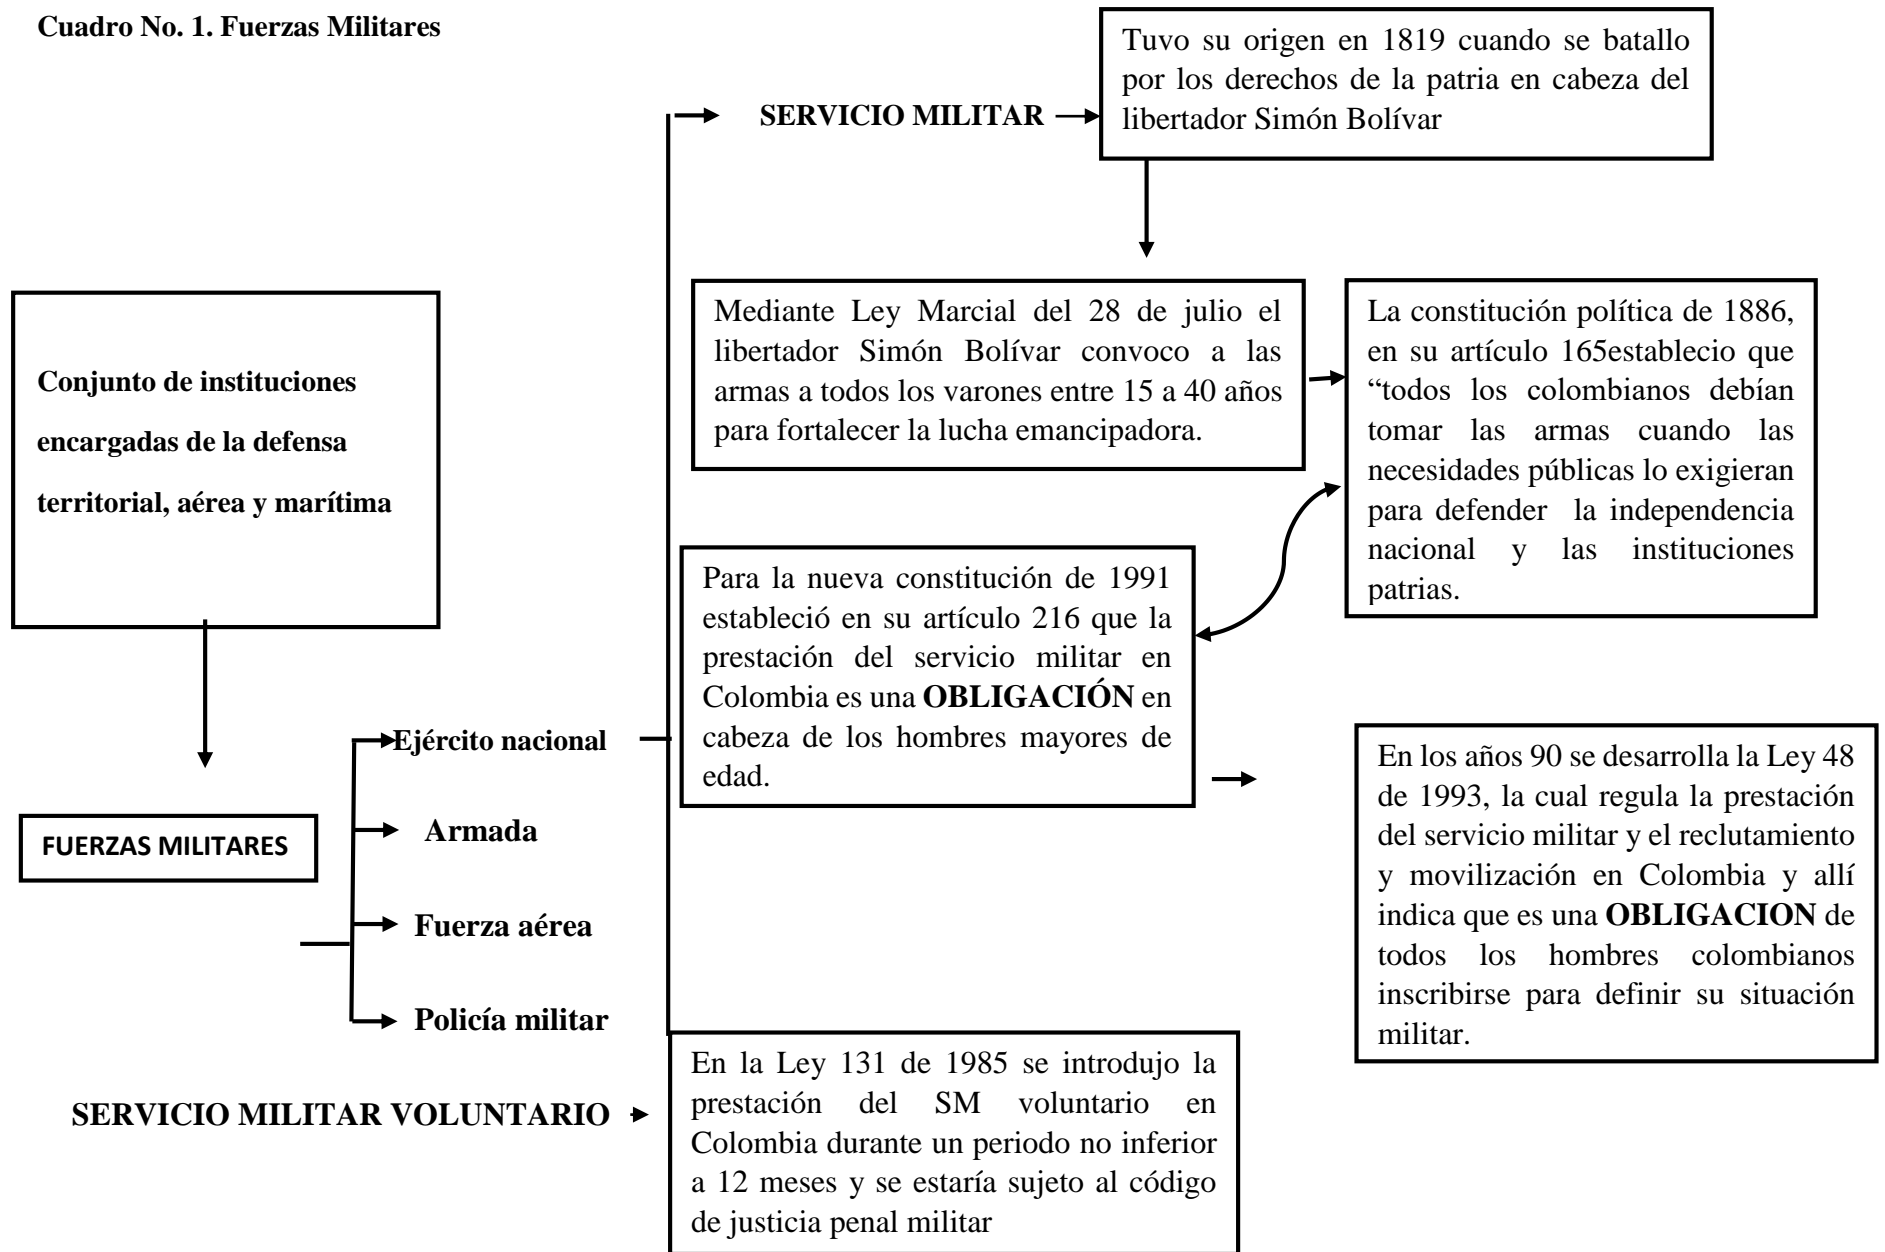 Cuadro No. 1. Fuerzas Militares
Tuvo su origen en 1819 cuando se batallo
por los derechos de la patria en cabeza del
libertador Simón Bolívar
SERVICIO MILITAR
Mediante Ley Marcial del 28 de julio el
libertador Simón Bolívar convoco a las
armas a todos los varones entre 15 a 40 años
para fortalecer la lucha emancipadora.
La constitución política de 1886,
en su artículo 165establecio que
“todos los colombianos debían
tomar las armas cuando las
necesidades públicas lo exigieran
para defender la independencia
nacional y las instituciones
patrias.
Conjunto de instituciones
encargadas de la defensa
territorial, aérea y marítima
Para la nueva constitución de 1991
estableció en su artículo 216 que la
prestación del servicio militar en
Colombia es una OBLIGACIÓN en
cabeza de los hombres mayores de
edad.
En los años 90 se desarrolla la Ley 48
de 1993, la cual regula la prestación
del servicio militar y el reclutamiento
y movilización en Colombia y allí
indica que es una OBLIGACION de
todos los hombres colombianos
inscribirse para definir su situación
militar.
FUERZAS MILITARES
Ejército nacional
Armada
Fuerza aérea
Policía militar
SERVICIO MILITAR VOLUNTARIO
En la Ley 131 de 1985 se introdujo la
prestación del SM voluntario en
Colombia durante un periodo no inferior
a 12 meses y se estaría sujeto al código
de justicia penal militar